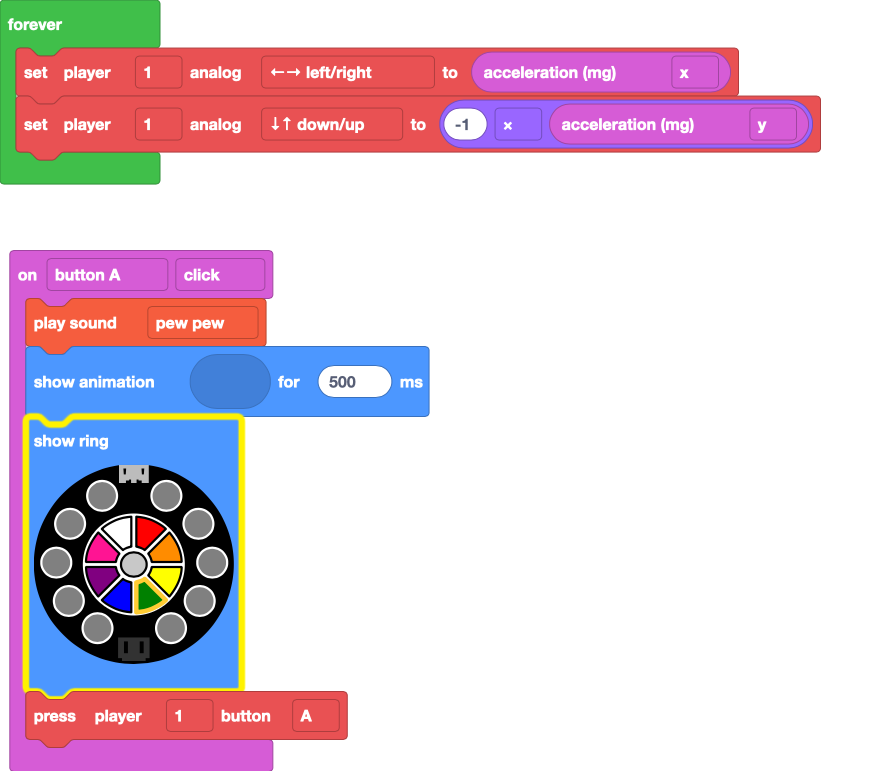 forever
set player 1 analog ←→ left/right to acceleration (mg) x
set player 1 analog ↓↑ down/up to -1 × acceleration (mg) y
on button A click
play sound pew pew
show animation for 500 ms
show ring
press player 1 button A